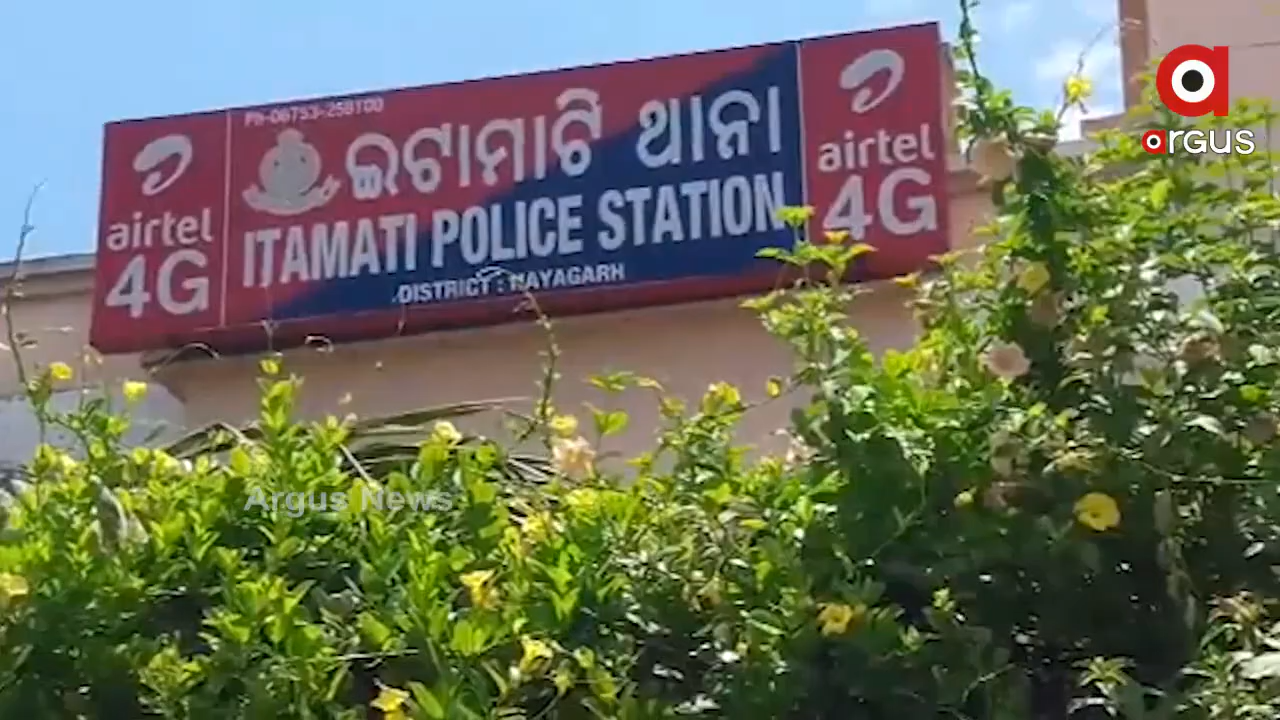 airtel
4G
Ph-06753-258100
ଇଟାମାଟି ଥାନା
ITAMATI POLICE STATION
DISTRICT : NAYAGARH
airtel
4G
argus
Argus News